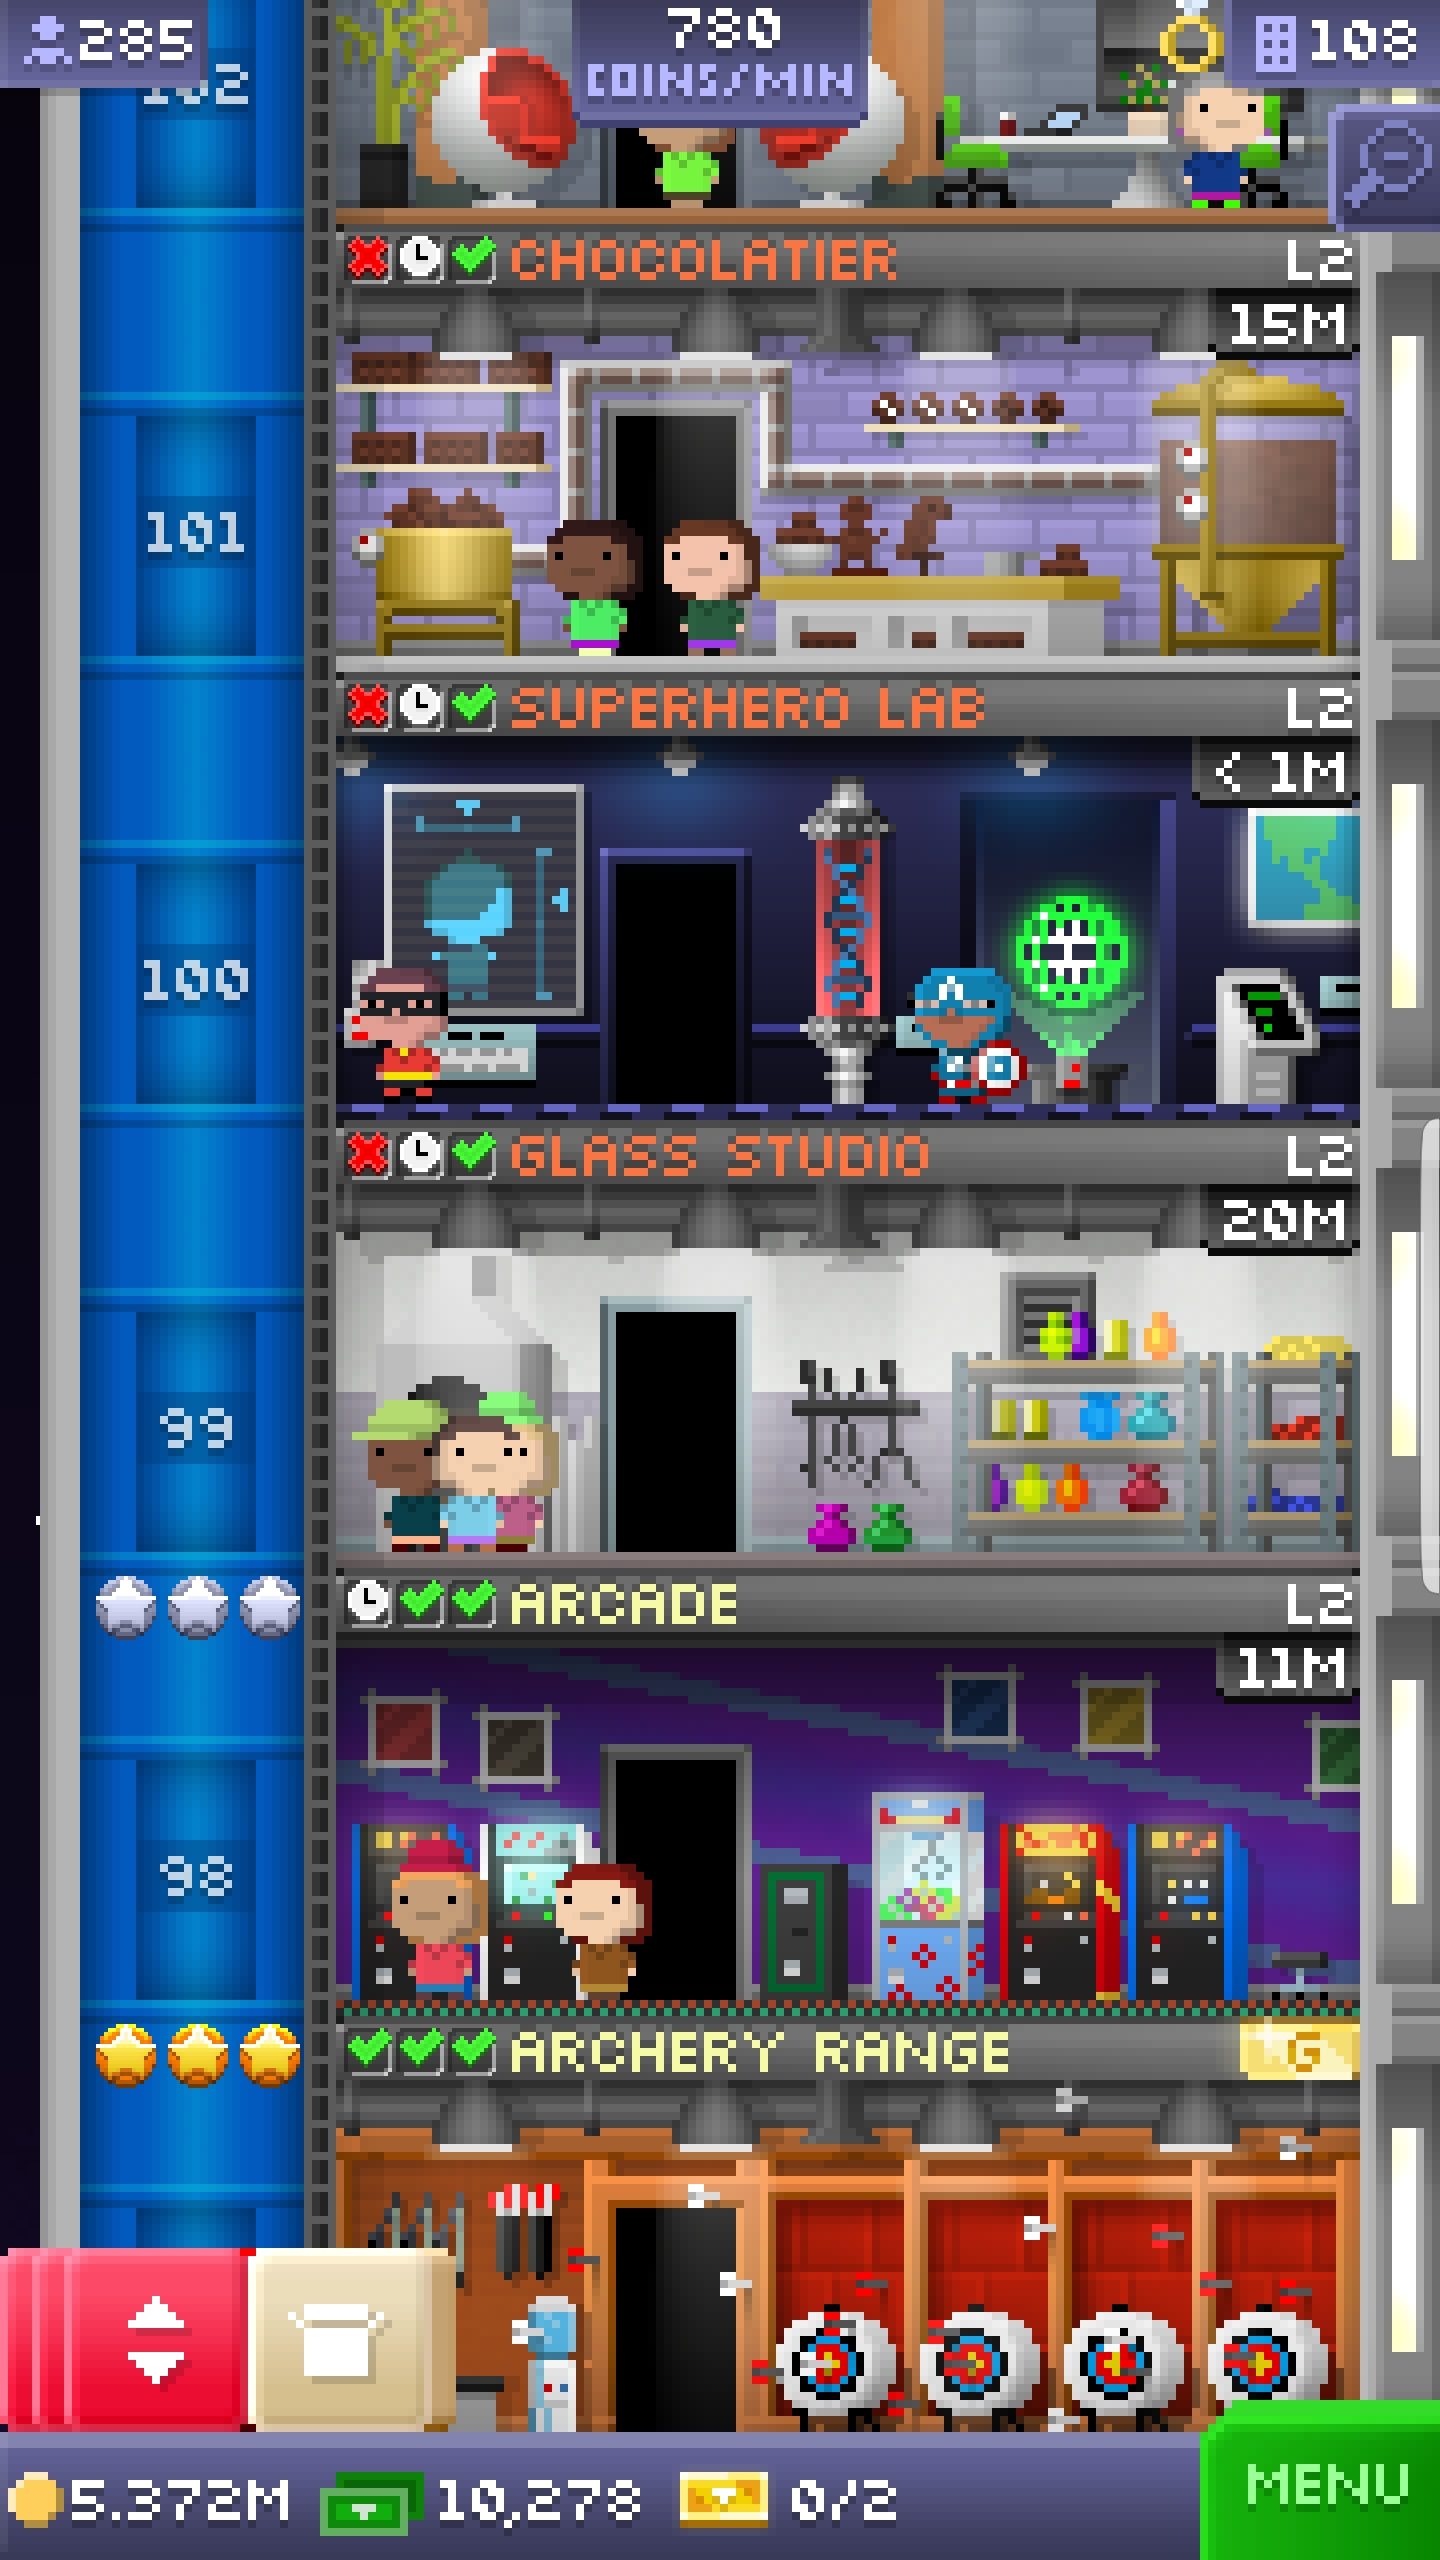 285
780
COINS/MIN
108
102
CHOCOLATIER L2
15M
101
SUPERHERO LAB L2
< 1M
100
GLASS STUDIO L2
20M
99
ARCADE L2
11M
98
ARCHERY RANGE G
5.372M 10,278 0/2
MENU